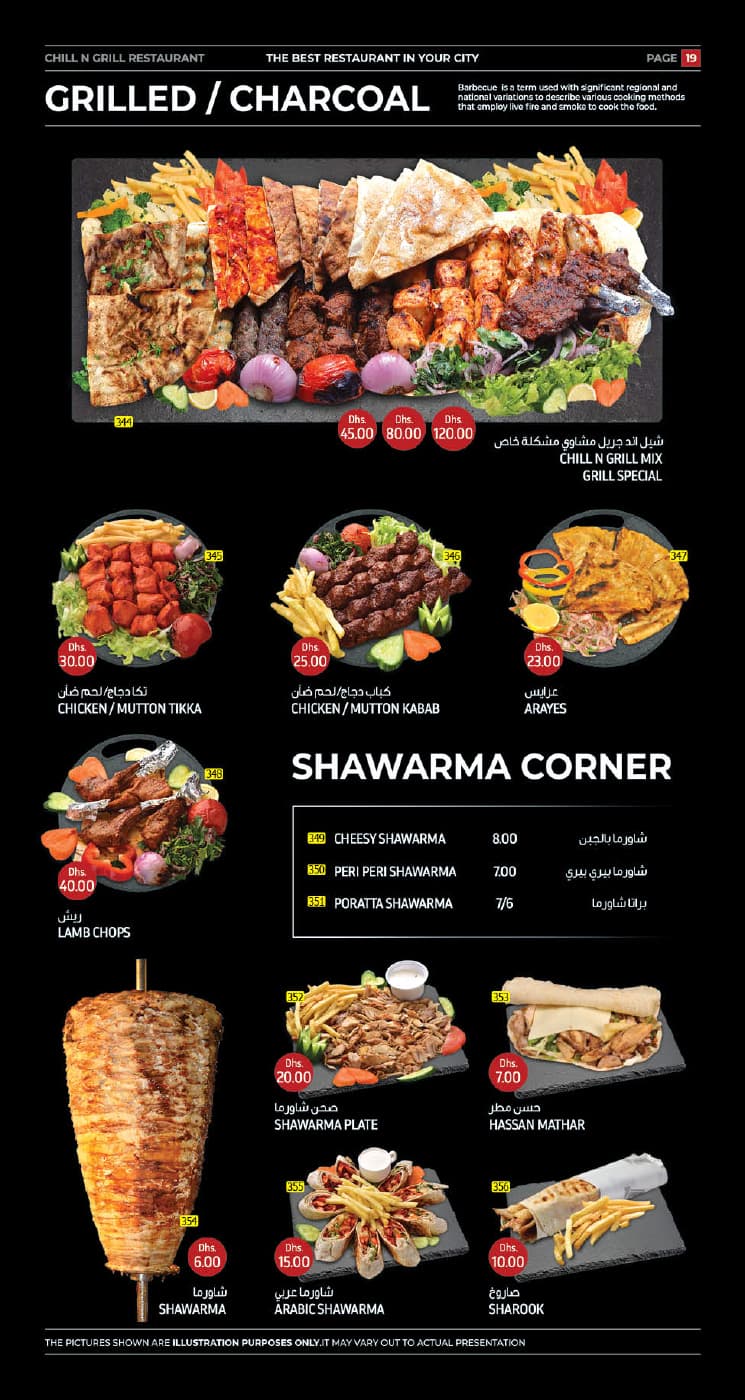 CHILL N GRILL RESTAURANT
THE BEST RESTAURANT IN YOUR CITY
PAGE 19
GRILLED / CHARCOAL
Barbecue is a term used with significant regional and
national variations to describe various cooking methods
that employ live fire and smoke to cook the food.
344
Dhs.
45.00
Dhs.
80.00
Dhs.
120.00
شيل اند جريل مشاوي مشكلة خاص
CHILL N GRILL MIX
GRILL SPECIAL
345
Dhs.
30.00
تكا دجاج/لحم ضأن
CHICKEN / MUTTON TIKKA
346
Dhs.
25.00
كباب دجاج/لحم ضأن
CHICKEN / MUTTON KABAB
347
Dhs.
23.00
عرايس
ARAYES
348
Dhs.
40.00
ريش
LAMB CHOPS
SHAWARMA CORNER
349 CHEESY SHAWARMA 8.00 شاورما بالجبن
350 PERI PERI SHAWARMA 7.00 شاورما بيري بيري
351 PORATTA SHAWARMA 7/6 براتا شاورما
352
Dhs.
20.00
صحن شاورما
SHAWARMA PLATE
353
Dhs.
7.00
حسن مطر
HASSAN MATHAR
354
Dhs.
6.00
شاورما
SHAWARMA
355
Dhs.
15.00
شاورما عربي
ARABIC SHAWARMA
356
Dhs.
10.00
صاروخ
SHAROOK
THE PICTURES SHOWN ARE ILLUSTRATION PURPOSES ONLY.IT MAY VARY OUT TO ACTUAL PRESENTATION